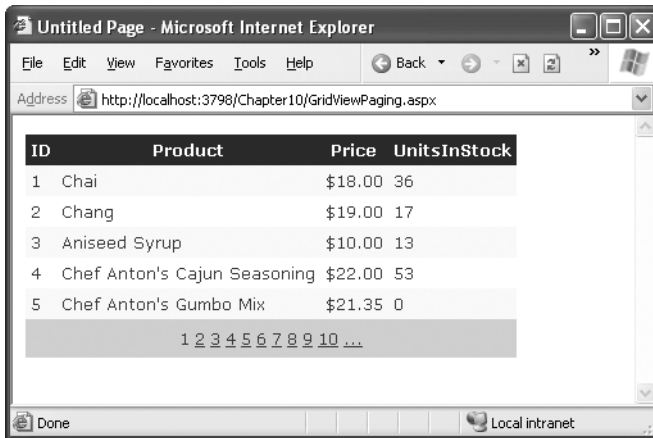 Untitled Page - Microsoft Internet Explorer
File Edit View Favorites Tools Help Back »
Address http://localhost:3798/Chapter10/GridViewPaging.aspx
ID Product Price UnitsInStock
1 Chai $18.00 36
2 Chang $19.00 17
3 Aniseed Syrup $10.00 13
4 Chef Anton's Cajun Seasoning $22.00 53
5 Chef Anton's Gumbo Mix $21.35 0
1 2 3 4 5 6 7 8 9 10 ...
Done Local intranet